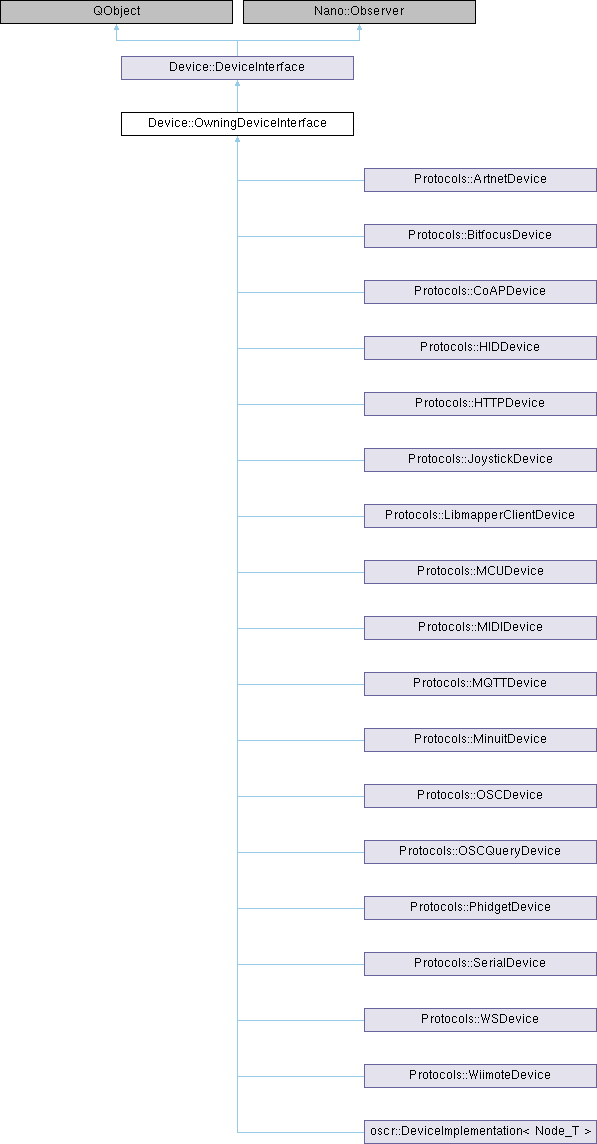 QObject
Nano::Observer
Device::DeviceInterface
Device::OwningDeviceInterface
Protocols::ArtnetDevice
Protocols::BitfocusDevice
Protocols::CoAPDevice
Protocols::HIDDevice
Protocols::HTTPDevice
Protocols::JoystickDevice
Protocols::LibmapperClientDevice
Protocols::MCUDevice
Protocols::MIDIDevice
Protocols::MQTTDevice
Protocols::MinuitDevice
Protocols::OSCDevice
Protocols::OSCQueryDevice
Protocols::PhidgetDevice
Protocols::SerialDevice
Protocols::WSDevice
Protocols::WiimoteDevice
oscr::DeviceImplementation< Node_T >